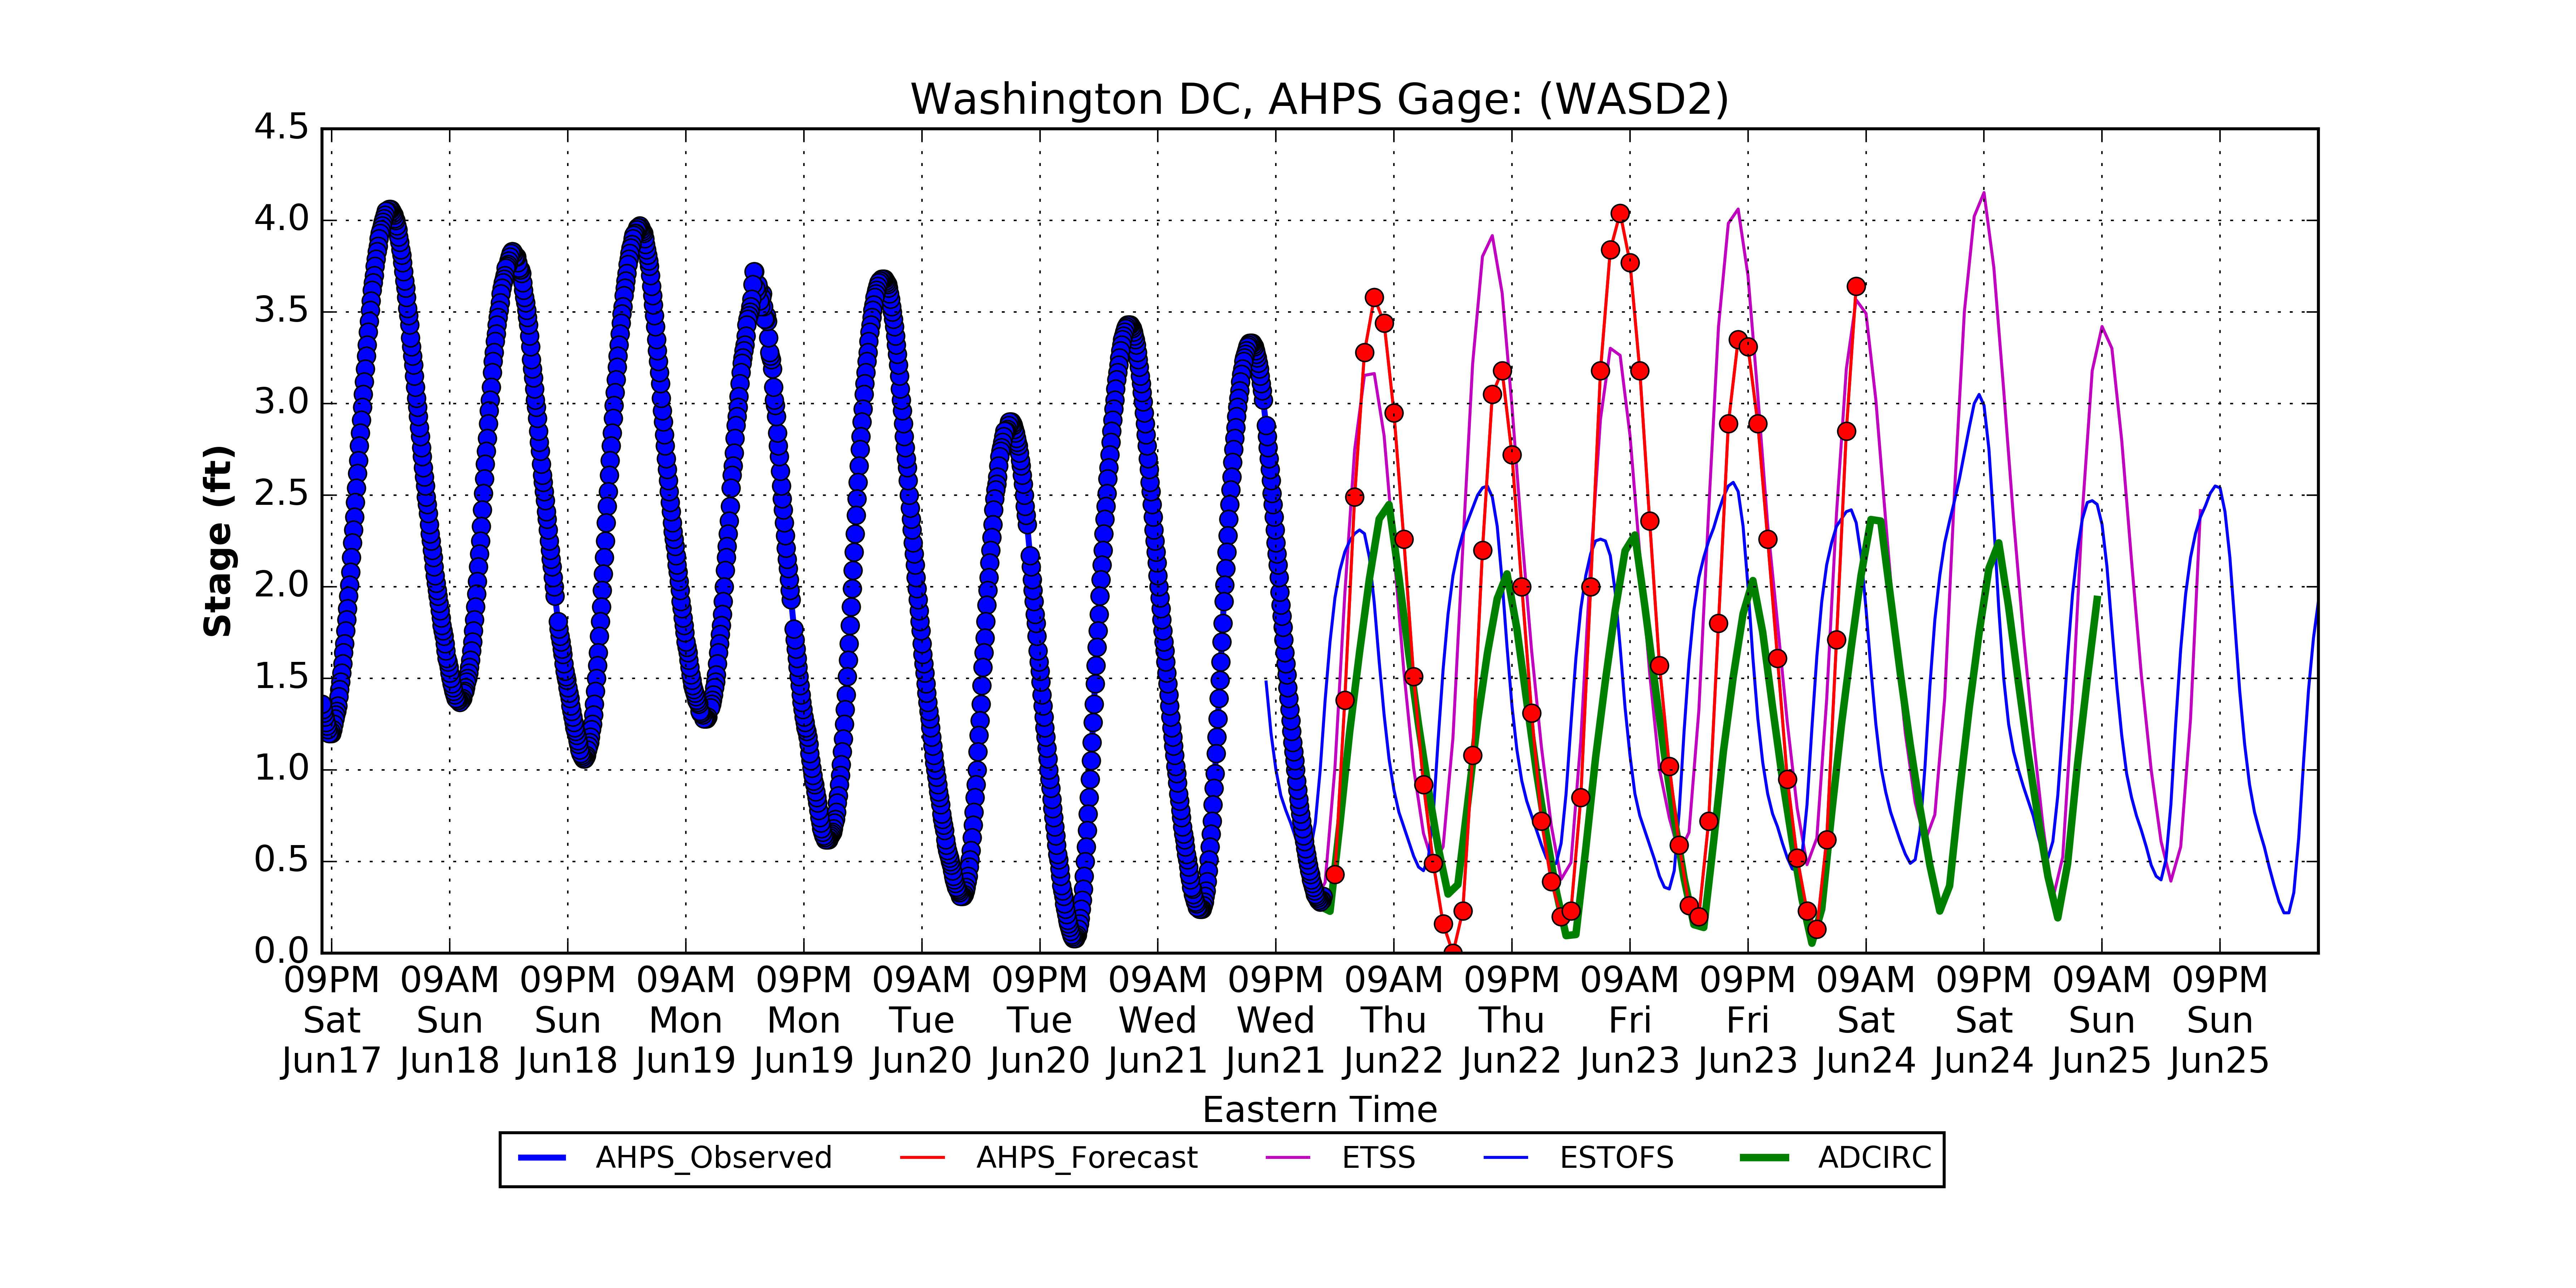 Washington DC, AHPS Gage: (WASD2)
4.5
4.0
3.5
3.0
2.5
2.0
1.5
1.0
0.5
0.0
Stage (ft)
09PM 09AM 09PM 09AM 09PM 09AM 09PM 09AM 09PM 09AM 09PM 09AM 09PM 09AM 09PM 09AM 09PM
Sat Sun Sun Mon Mon Tue Tue Wed Wed Thu Thu Fri Fri Sat Sat Sun Sun
Jun17 Jun18 Jun18 Jun19 Jun19 Jun20 Jun20 Jun21 Jun21 Jun22 Jun22 Jun23 Jun23 Jun24 Jun24 Jun25 Jun25
Eastern Time
AHPS_Observed AHPS_Forecast ETSS ESTOFS ADCIRC